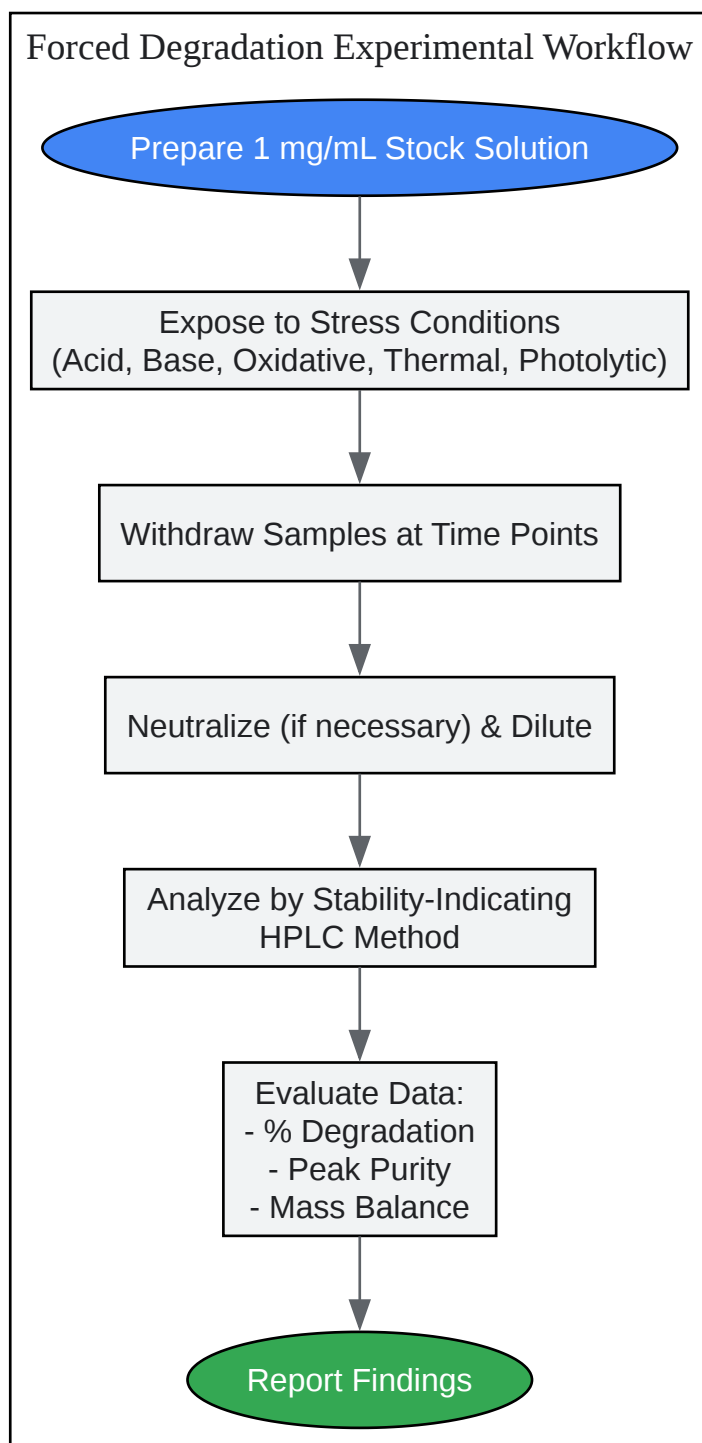 Forced Degradation Experimental Workflow
Prepare 1 mg/mL Stock Solution
Expose to Stress Conditions
(Acid, Base, Oxidative, Thermal, Photolytic)
Withdraw Samples at Time Points
Neutralize (if necessary) & Dilute
Analyze by Stability-Indicating
HPLC Method
Evaluate Data:
- % Degradation
- Peak Purity
- Mass Balance
Report Findings